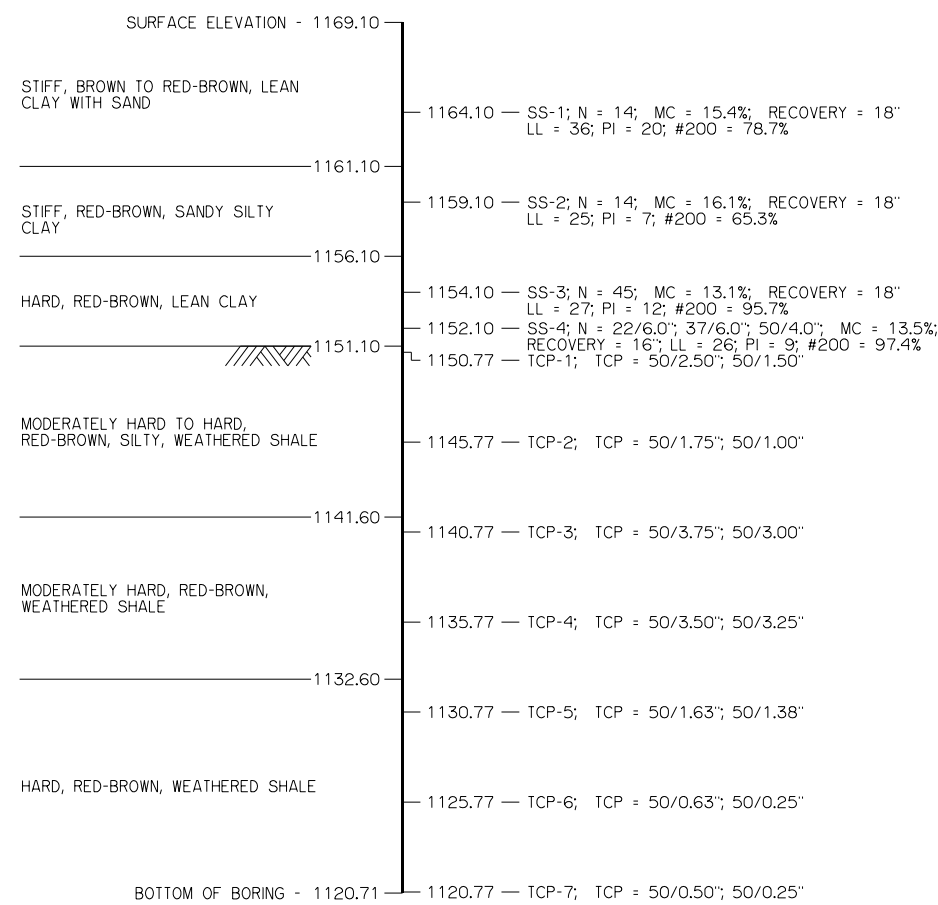 SURFACE ELEVATION - 1169.10
STIFF, BROWN TO RED-BROWN, LEAN
CLAY WITH SAND
1164.10 — SS-1; N = 14; MC = 15.4%; RECOVERY = 18"
LL = 36; PI = 20; #200 = 78.7%
1161.10
1159.10 — SS-2; N = 14; MC = 16.1%; RECOVERY = 18"
LL = 25; PI = 7; #200 = 65.3%
STIFF, RED-BROWN, SANDY SILTY
CLAY
1156.10
1154.10 — SS-3; N = 45; MC = 13.1%; RECOVERY = 18"
LL = 27; PI = 12; #200 = 95.7%
HARD, RED-BROWN, LEAN CLAY
1152.10 — SS-4; N = 22/6.0"; 37/6.0"; 50/4.0"; MC = 13.5%;
RECOVERY = 16"; LL = 26; PI = 9; #200 = 97.4%
1151.10
1150.77 — TCP-1; TCP = 50/2.50"; 50/1.50"
MODERATELY HARD TO HARD,
RED-BROWN, SILTY, WEATHERED SHALE
1145.77 — TCP-2; TCP = 50/1.75"; 50/1.00"
1141.60
1140.77 — TCP-3; TCP = 50/3.75"; 50/3.00"
MODERATELY HARD, RED-BROWN,
WEATHERED SHALE
1135.77 — TCP-4; TCP = 50/3.50"; 50/3.25"
1132.60
1130.77 — TCP-5; TCP = 50/1.63"; 50/1.38"
HARD, RED-BROWN, WEATHERED SHALE
1125.77 — TCP-6; TCP = 50/0.63"; 50/0.25"
BOTTOM OF BORING - 1120.71
1120.77 — TCP-7; TCP = 50/0.50"; 50/0.25"